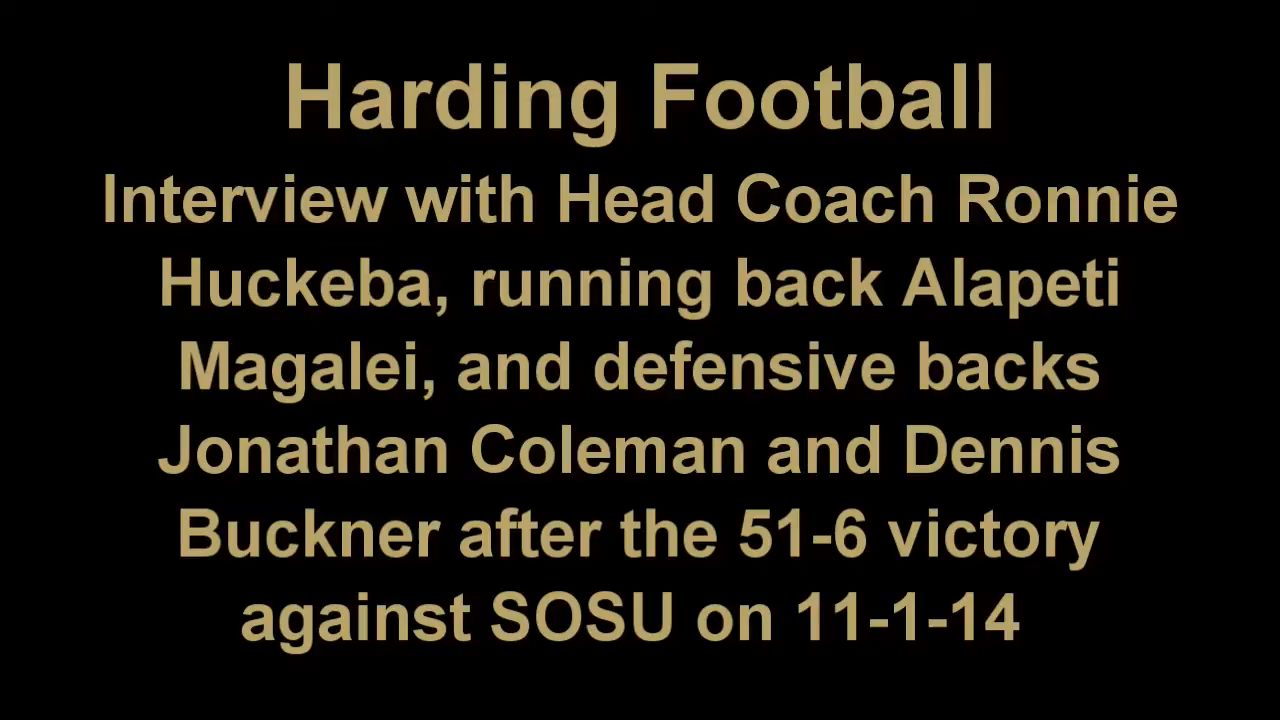 Harding Football
Interview with Head Coach Ronnie
Huckeba, running back Alapeti
Magalei, and defensive backs
Jonathan Coleman and Dennis
Buckner after the 51-6 victory
against SOSU on 11-1-14